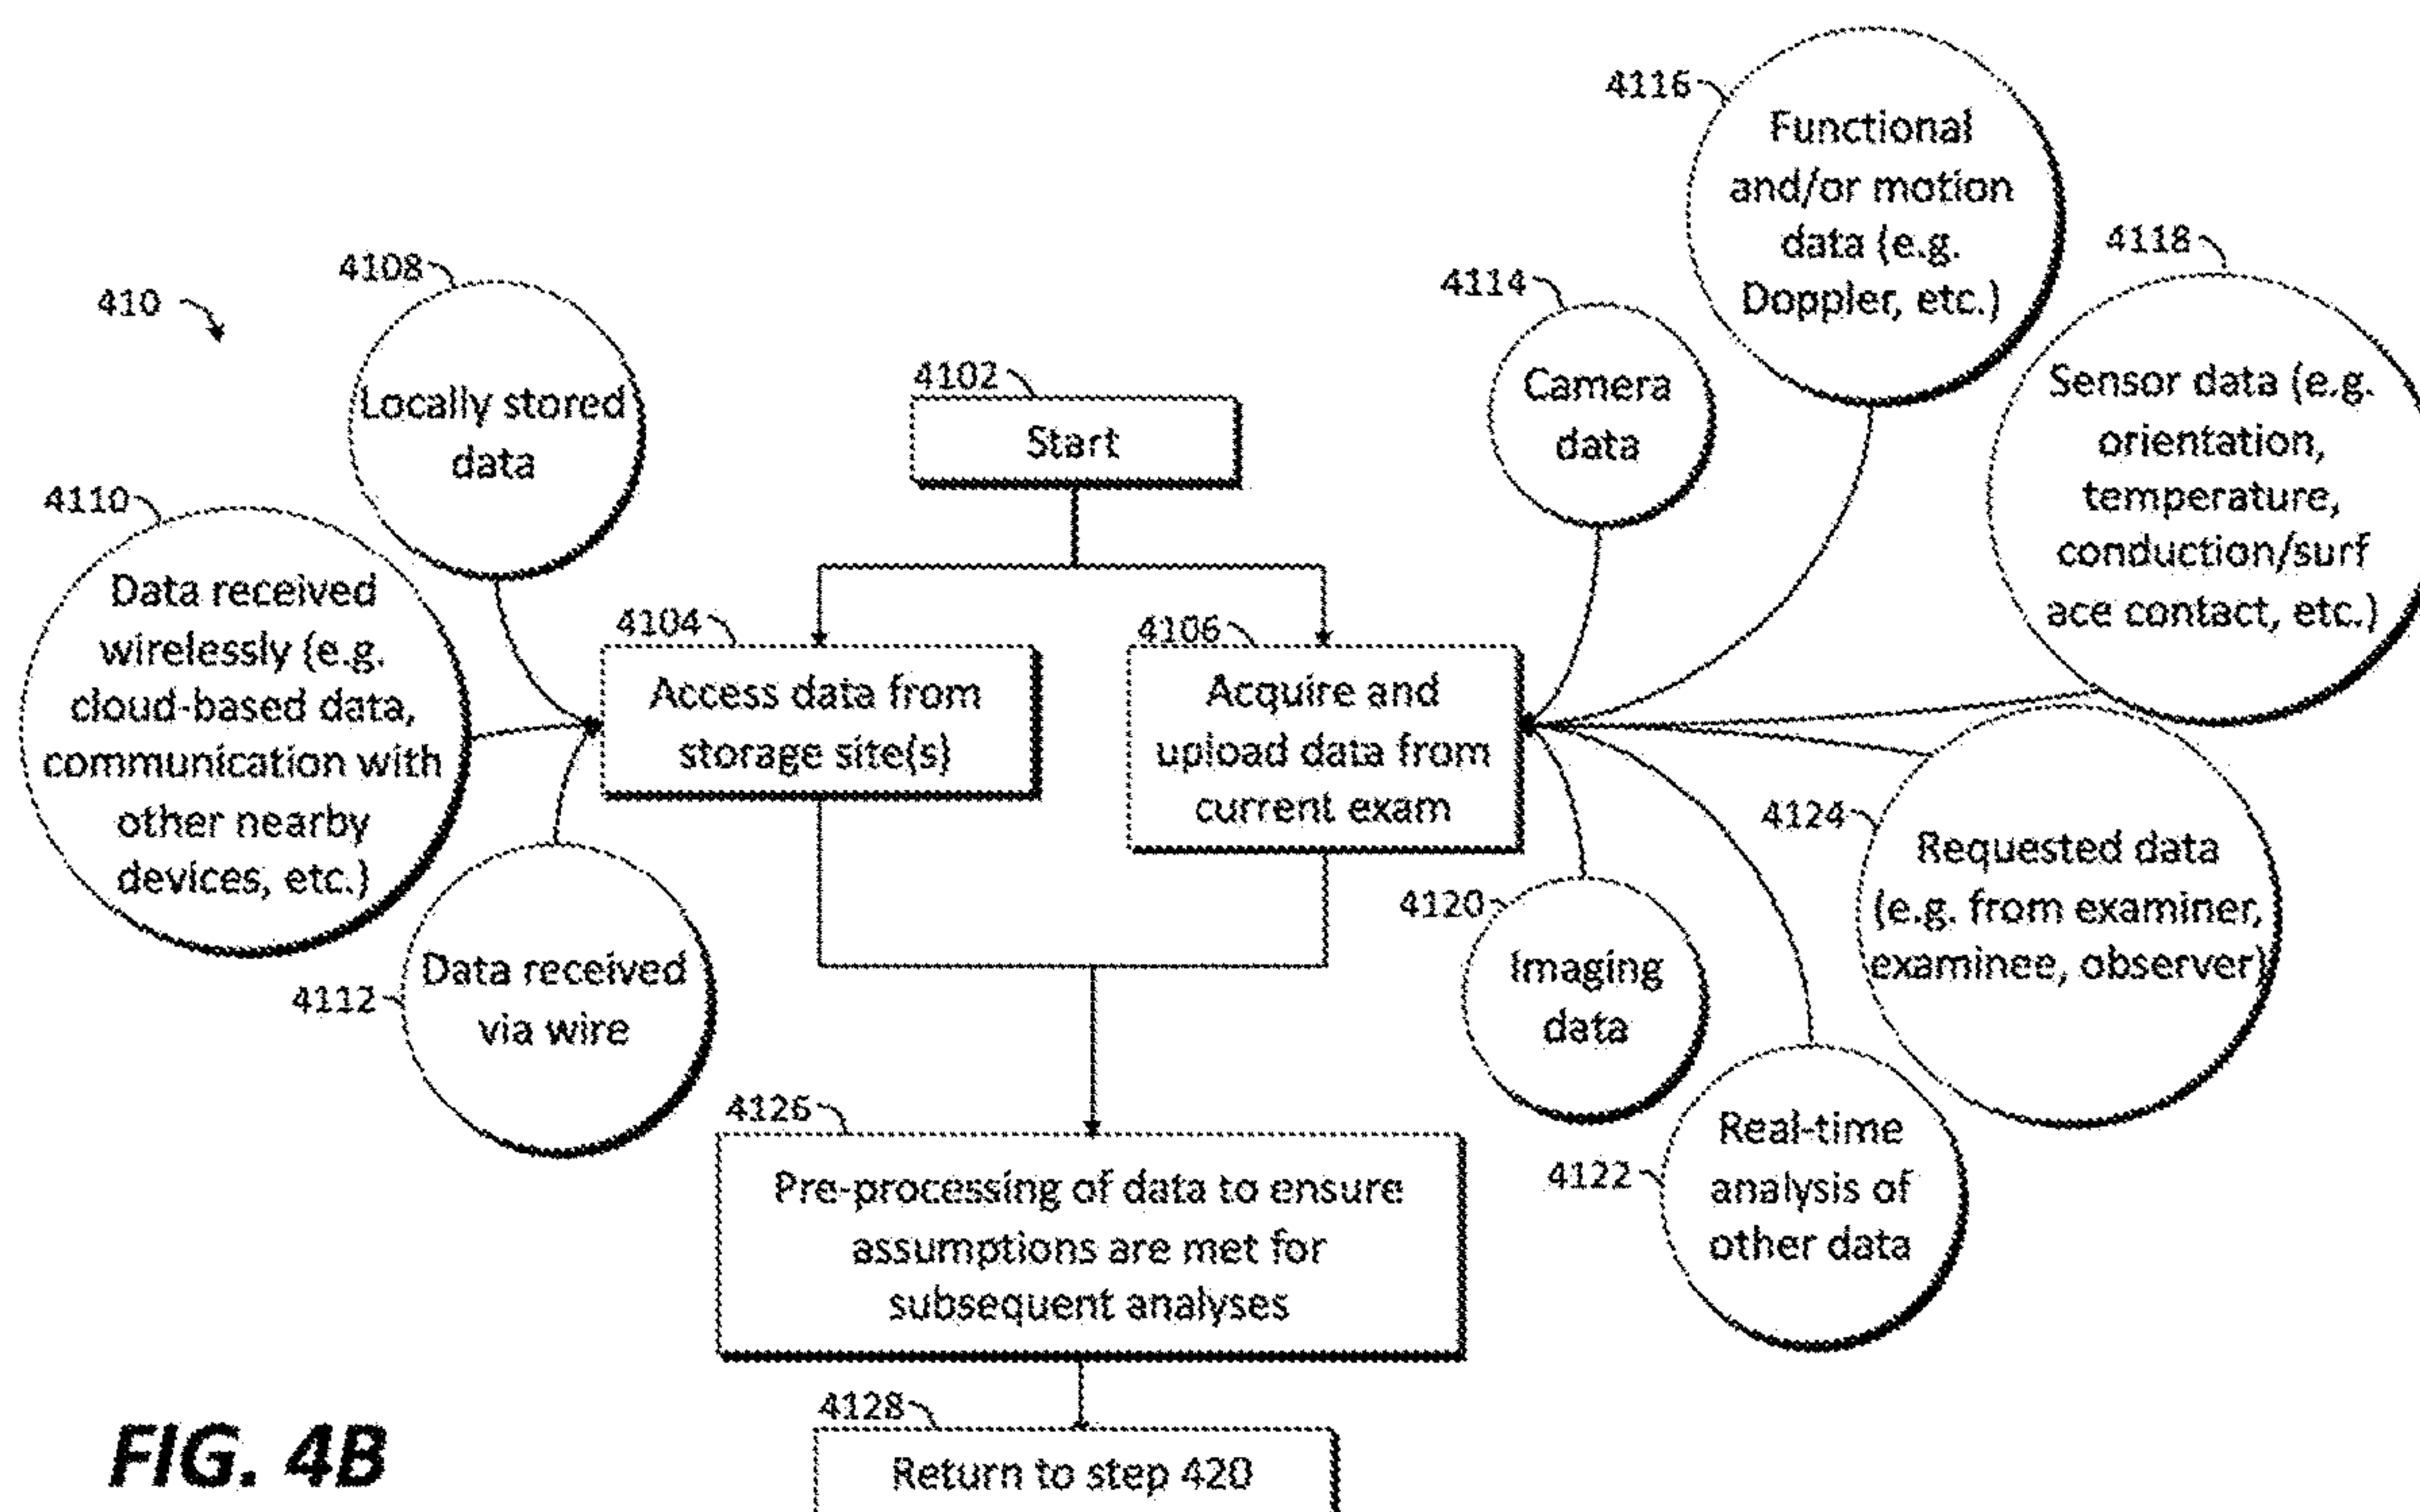 4116
Functional
and/or motion
data (e.g.
Doppler, etc.)
4118
Sensor data (e.g.
orientation,
temperature,
conduction/surf
ace contact, etc.)
4114
Camera
data
410
4108
Locally stored
data
4102
Start
4110
Data received
wirelessly (e.g.
cloud-based data,
communication with
other nearby
devices, etc.)
4104
Access data from
storage site(s)
4106
Acquire and
upload data from
current exam
4112
Data received
via wire
4120
Imaging
data
4124
Requested data
(e.g. from examiner,
examinee, observer)
4122
Real-time
analysis of
other data
4126
Pre-processing of data to ensure
assumptions are met for
subsequent analyses
4128
Return to step 420
FIG. 4B